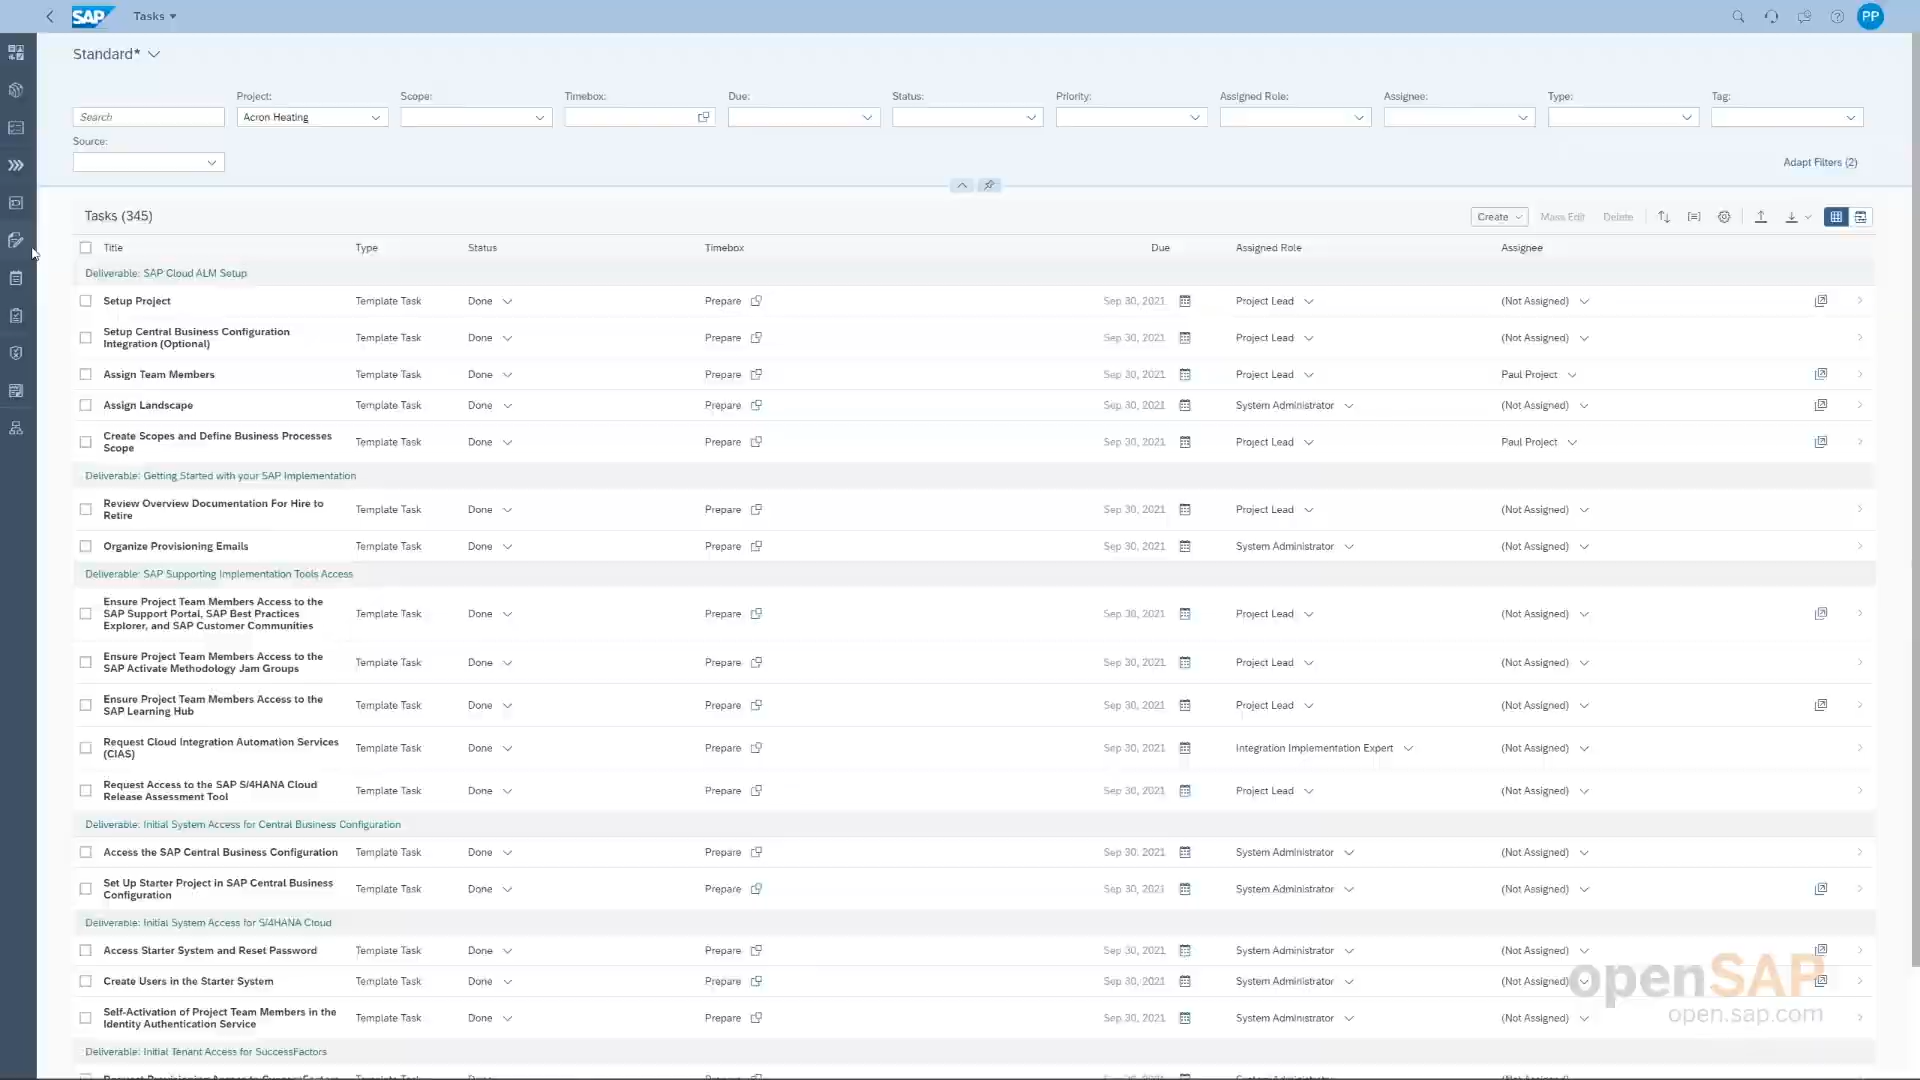 SAP Tasks PP
Standard*
Project: Scope: Timebox: Due: Status: Priority: Assigned Role: Assignee: Type: Tag:
Search Acron Heating
Source:
Adapt Filters (2)
Tasks (345) Create Mass Edit Delete
Title Type Status Timebox Due Assigned Role Assignee
Deliverable: SAP Cloud ALM Setup
Setup Project Template Task Done Prepare Sep 30, 2021 Project Lead (Not Assigned)
Setup Central Business Configuration
Integration (Optional) Template Task Done Prepare Sep 30, 2021 Project Lead (Not Assigned)
Assign Team Members Template Task Done Prepare Sep 30, 2021 Project Lead Paul Project
Assign Landscape Template Task Done Prepare Sep 30, 2021 System Administrator (Not Assigned)
Create Scopes and Define Business Processes
Scope Template Task Done Prepare Sep 30, 2021 Project Lead Paul Project
Deliverable: Getting Started with your SAP Implementation
Review Overview Documentation For Hire to
Retire Template Task Done Prepare Sep 30, 2021 Project Lead (Not Assigned)
Organize Provisioning Emails Template Task Done Prepare Sep 30, 2021 System Administrator (Not Assigned)
Deliverable: SAP Supporting Implementation Tools Access
Ensure Project Team Members Access to the
SAP Support Portal, SAP Best Practices Template Task Done Prepare Sep 30, 2021 Project Lead (Not Assigned)
Explorer, and SAP Customer Communities
Ensure Project Team Members Access to the
SAP Activate Methodology Jam Groups Template Task Done Prepare Sep 30, 2021 Project Lead (Not Assigned)
Ensure Project Team Members Access to the
SAP Learning Hub Template Task Done Prepare Sep 30, 2021 Project Lead (Not Assigned)
Request Cloud Integration Automation Services
(CIAS) Template Task Done Prepare Sep 30, 2021 Integration Implementation Expert (Not Assigned)
Request Access to the SAP S/4HANA Cloud
Release Assessment Tool Template Task Done Prepare Sep 30, 2021 Project Lead (Not Assigned)
Deliverable: Initial System Access for Central Business Configuration
Access the SAP Central Business Configuration Template Task Done Prepare Sep 30, 2021 System Administrator (Not Assigned)
Set Up Starter Project in SAP Central Business
Configuration Template Task Done Prepare Sep 30, 2021 System Administrator (Not Assigned)
Deliverable: Initial System Access for S/4HANA Cloud
Access Starter System and Reset Password Template Task Done Prepare Sep 30, 2021 System Administrator (Not Assigned)
Create Users in the Starter System Template Task Done Prepare Sep 30, 2021 System Administrator (Not Assigned)
openSAP
Self-Activation of Project Team Members in the
Identity Authentication Service Template Task Done Prepare Sep 30, 2021 System Administrator (Not Assigned)
open.sap.com
Deliverable: Initial Tenant Access for SuccessFactors